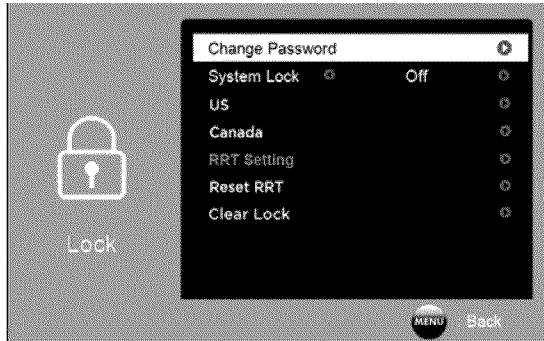 Change Password
System Lock Off
US
Canada
RRT Setting
Reset RRT
Clear Lock
Lock
MENU : Back